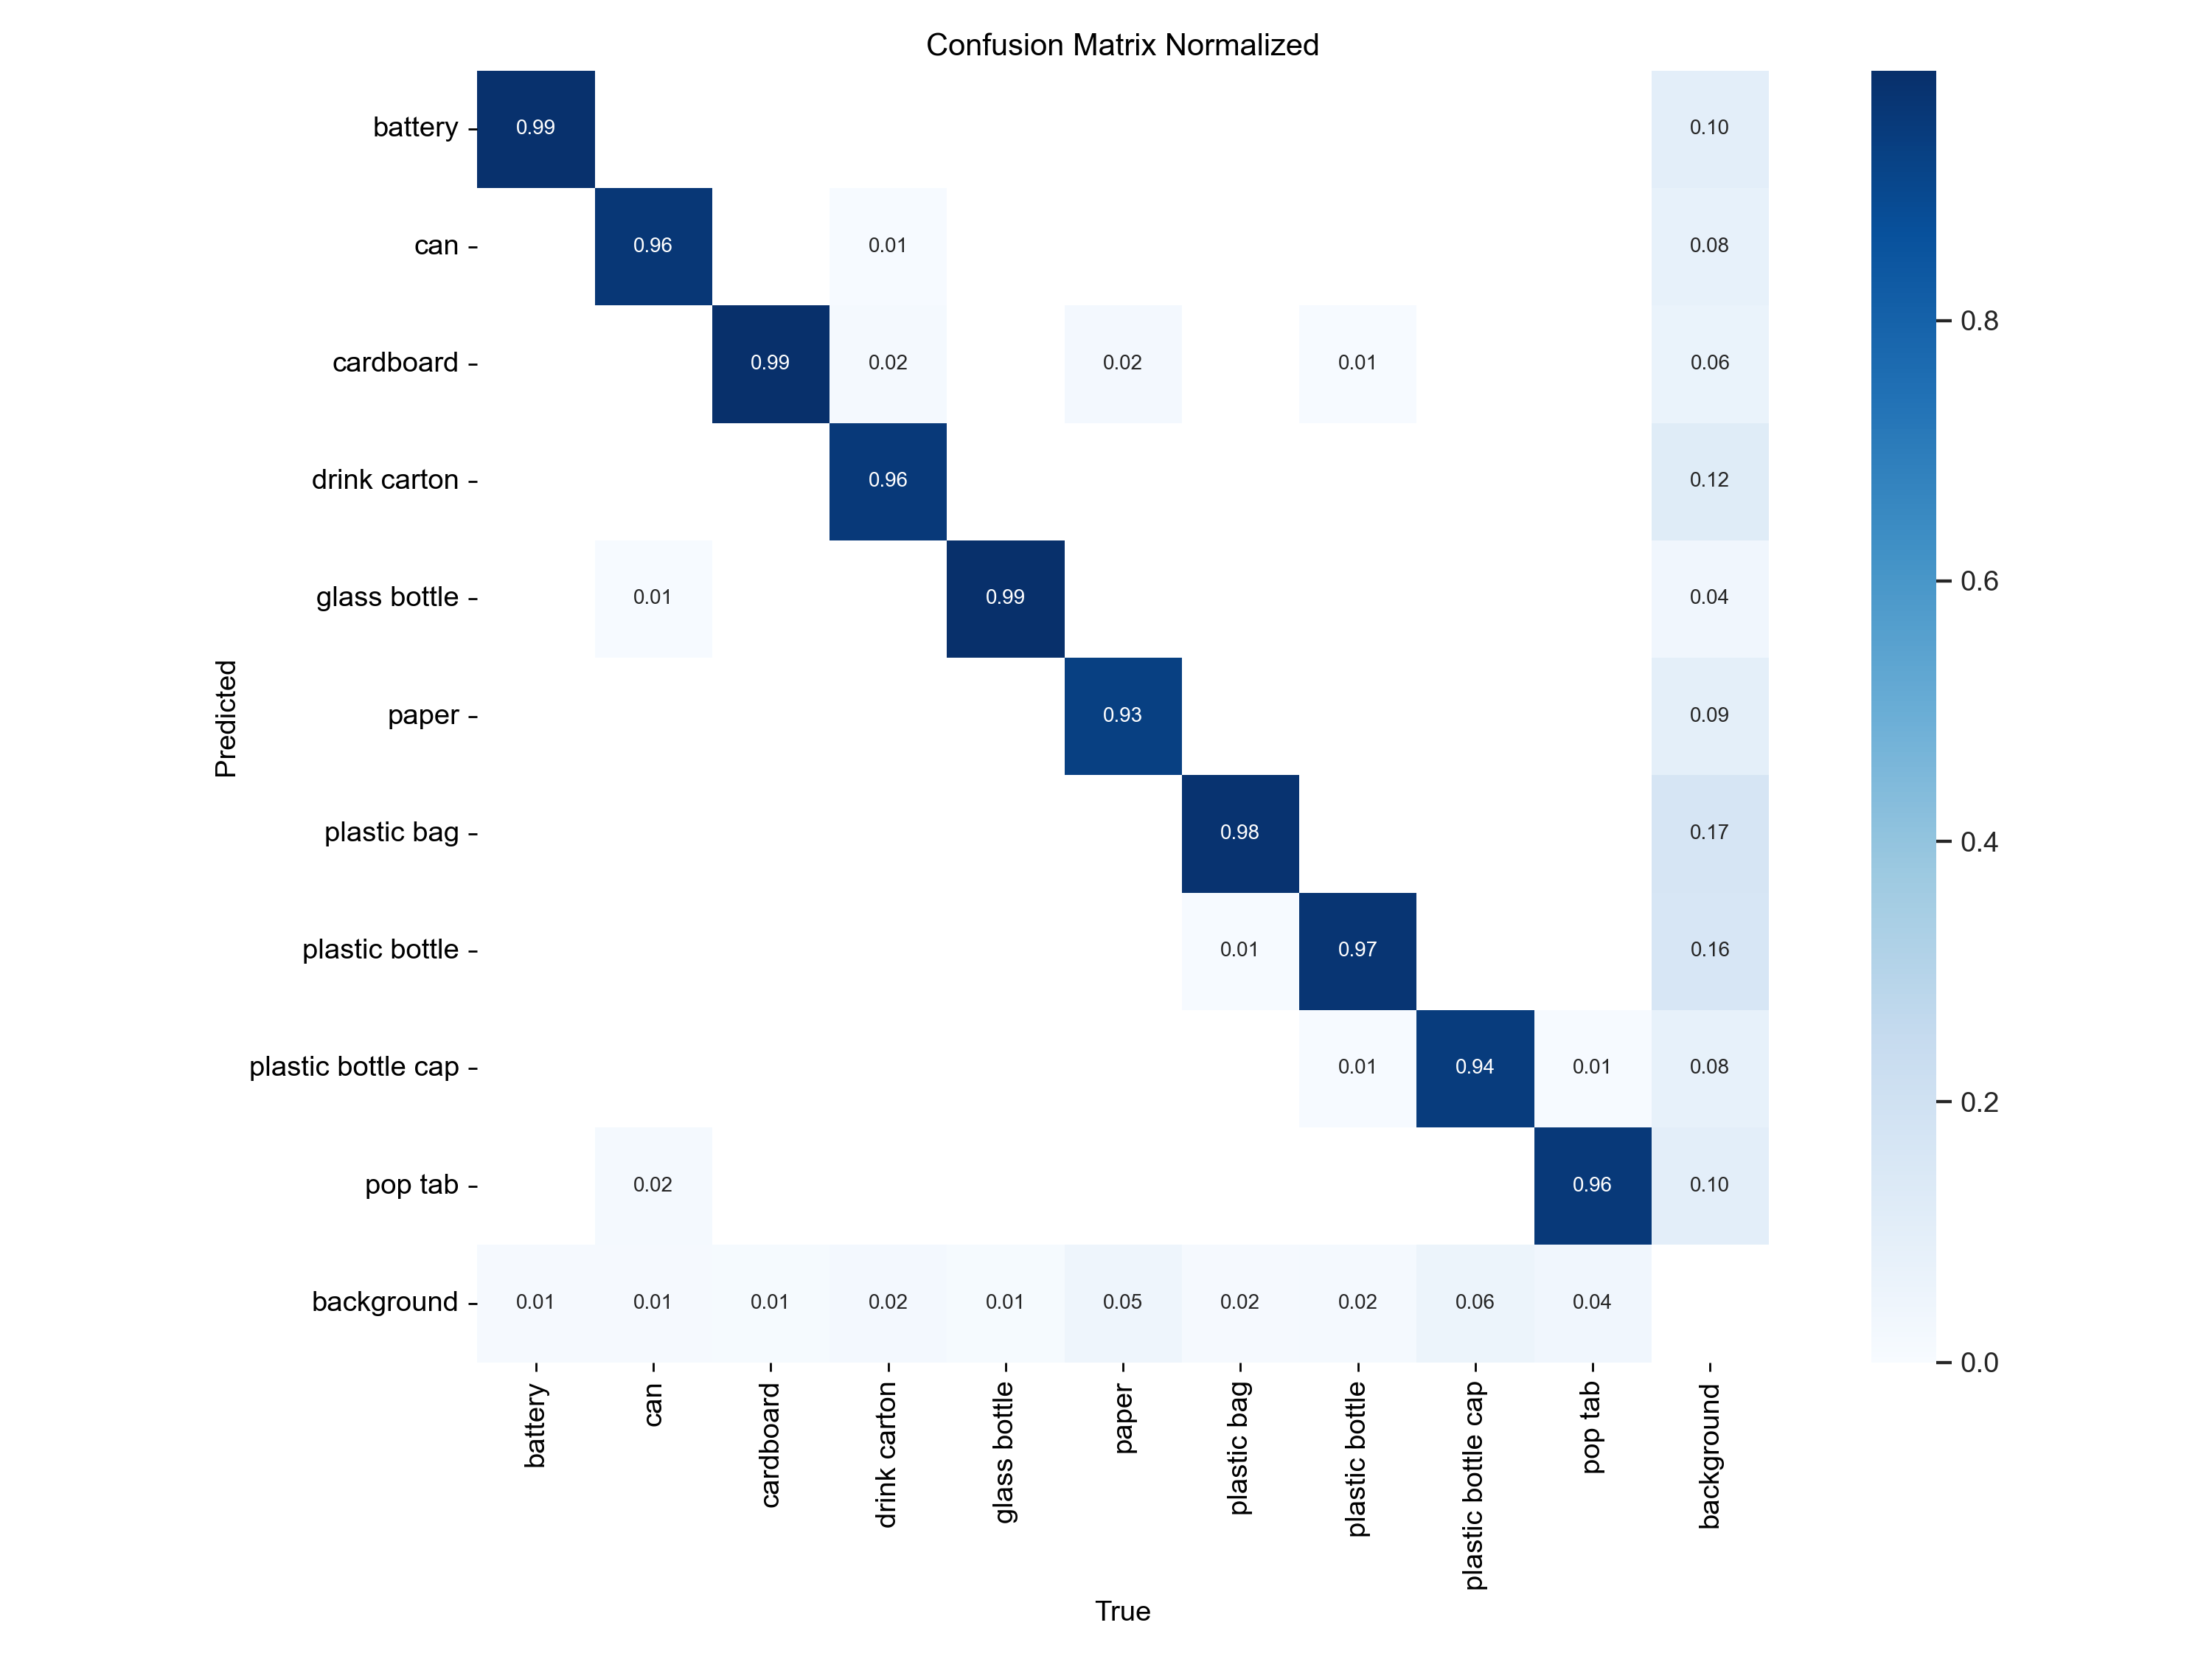 Confusion Matrix Normalized
battery 0.99 0.10
can 0.96 0.01 0.08
cardboard 0.99 0.02 0.02 0.01 0.06
drink carton 0.96 0.12
glass bottle 0.01 0.99 0.04
paper 0.93 0.09
plastic bag 0.98 0.17
plastic bottle 0.01 0.97 0.16
plastic bottle cap 0.01 0.94 0.01 0.08
pop tab 0.02 0.96 0.10
background 0.01 0.01 0.01 0.02 0.01 0.05 0.02 0.02 0.06 0.04
Predicted
battery
can
cardboard
drink carton
glass bottle
paper
plastic bag
plastic bottle
plastic bottle cap
pop tab
background
True
0.8
0.6
0.4
0.2
0.0